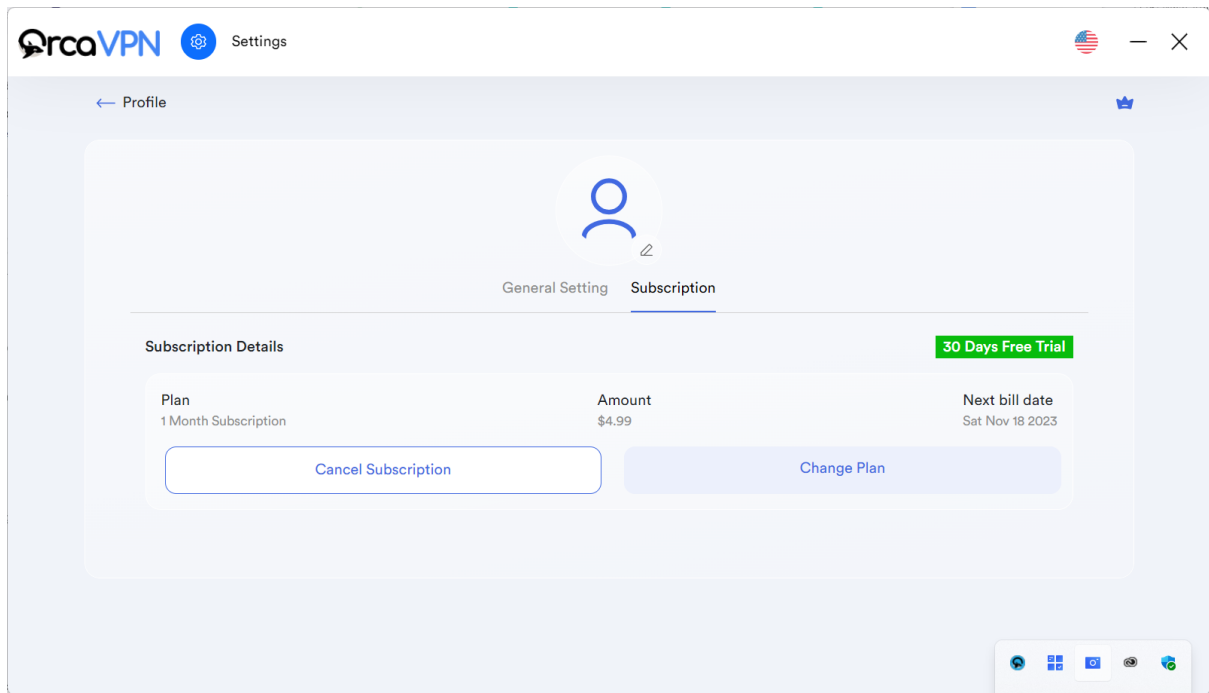 OrcaVPN Settings
Profile
General Setting Subscription
Subscription Details 30 Days Free Trial
Plan Amount Next bill date
1 Month Subscription $4.99 Sat Nov 18 2023
Cancel Subscription Change Plan